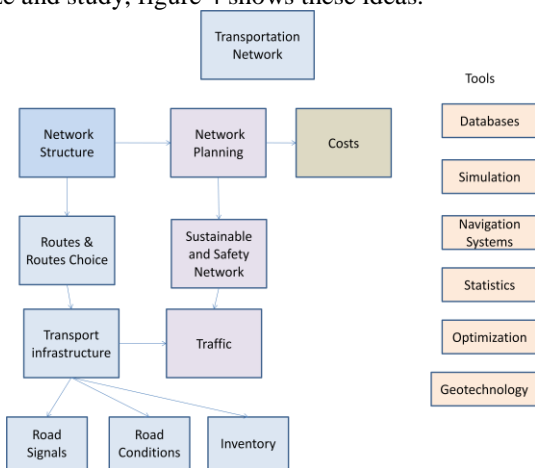 ze and study, figure 4 shows these ideas.
Transportation
Network
Tools
Network
Structure
Network
Planning
Costs
Databases
Simulation
Routes &
Routes Choice
Sustainable
and Safety
Network
Navigation
Systems
Statistics
Transport
infrastructure
Traffic
Optimization
Geotechnology
Road
Signals
Road
Conditions
Inventory